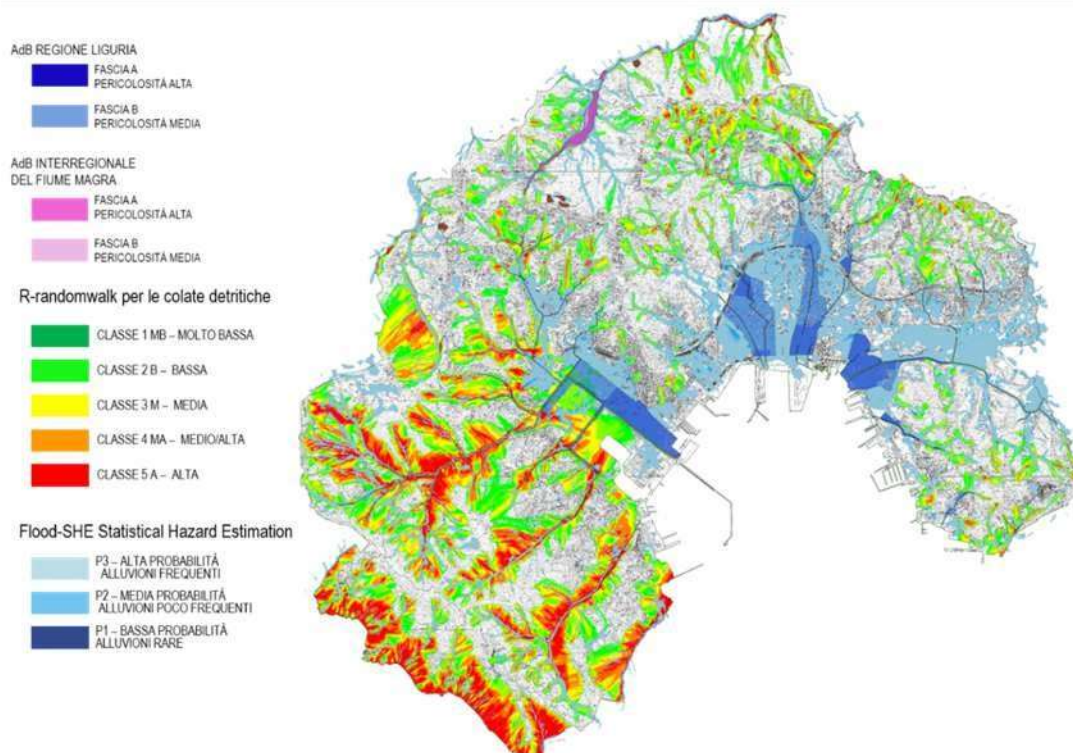 AdB REGIONE LIGURIA
FASCIA A
PERICOLOSITÀ ALTA
FASCIA B
PERICOLOSITÀ MEDIA
AdB INTERREGIONALE
DEL FIUME MAGRA
FASCIA A
PERICOLOSITÀ ALTA
FASCIA B
PERICOLOSITÀ MEDIA
R-randomwalk per le colate detritiche
CLASSE 1 MB – MOLTO BASSA
CLASSE 2 B – BASSA
CLASSE 3 M – MEDIA
CLASSE 4 MA – MEDIO/ALTA
CLASSE 5 A – ALTA
Flood-SHE Statistical Hazard Estimation
P3 – ALTA PROBABILITÀ
ALLUVIONI FREQUENTI
P2 – MEDIA PROBABILITÀ
ALLUVIONI POCO FREQUENTI
P1 – BASSA PROBABILITÀ
ALLUVIONI RARE